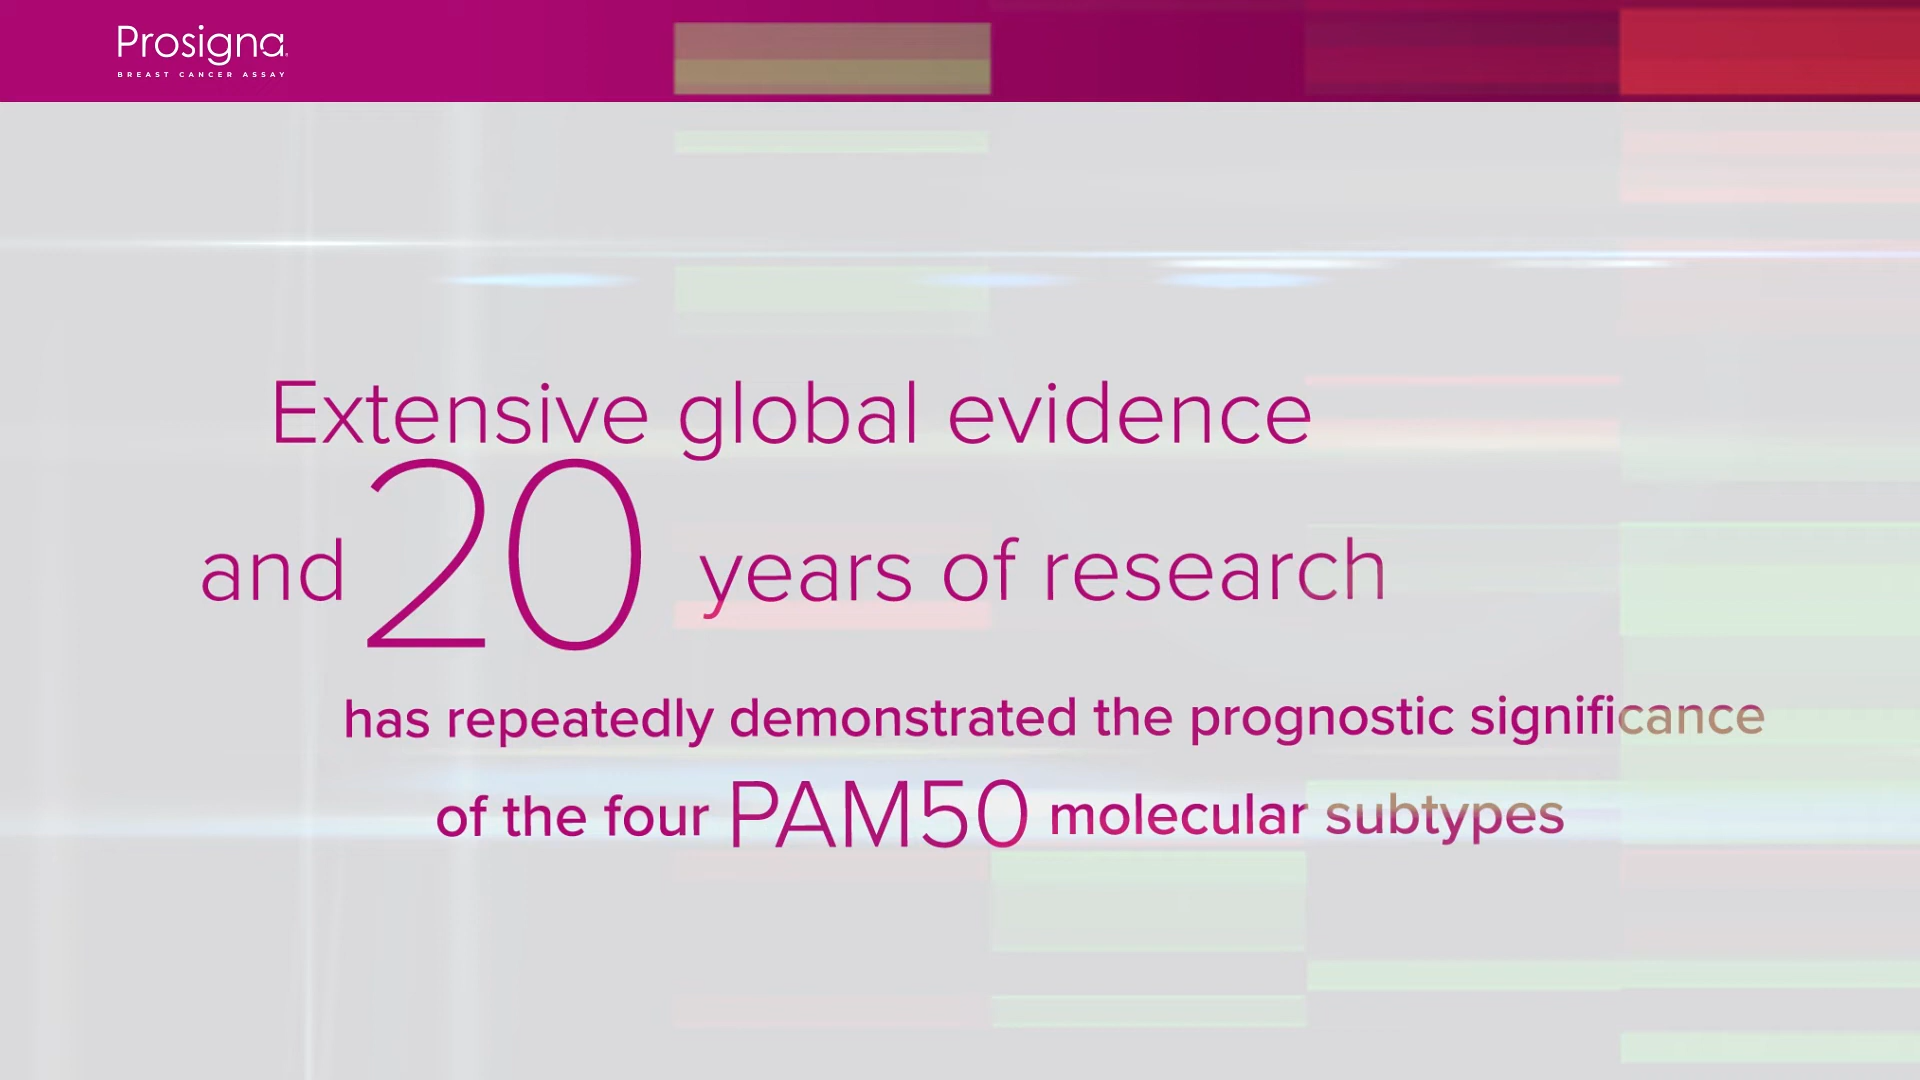 Prosigna
BREAST CANCER ASSAY
Extensive global evidence
and 20 years of research
has repeatedly demonstrated the prognostic significance
of the four PAM50 molecular subtypes